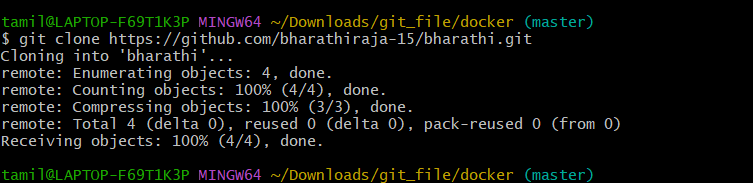 tamil@LAPTOP-F69T1K3P MINGW64 ~/Downloads/git_file/docker (master)
$ git clone https://github.com/bharathiraja-15/bharathi.git
Cloning into 'bharathi'...
remote: Enumerating objects: 4, done.
remote: Counting objects: 100% (4/4), done.
remote: Compressing objects: 100% (3/3), done.
remote: Total 4 (delta 0), reused 0 (delta 0), pack-reused 0 (from 0)
Receiving objects: 100% (4/4), done.
tamil@LAPTOP-F69T1K3P MINGW64 ~/Downloads/git_file/docker (master)